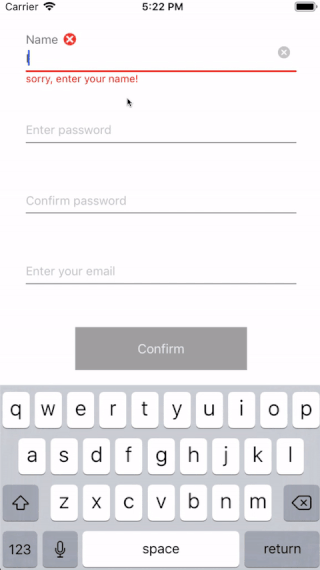 Carrier 5:22 PM
Name
sorry, enter your name!
Enter password
Confirm password
Enter your email
Confirm
q w e r t y u i o p
a s d f g h j k l
z x c v b n m
123 space return